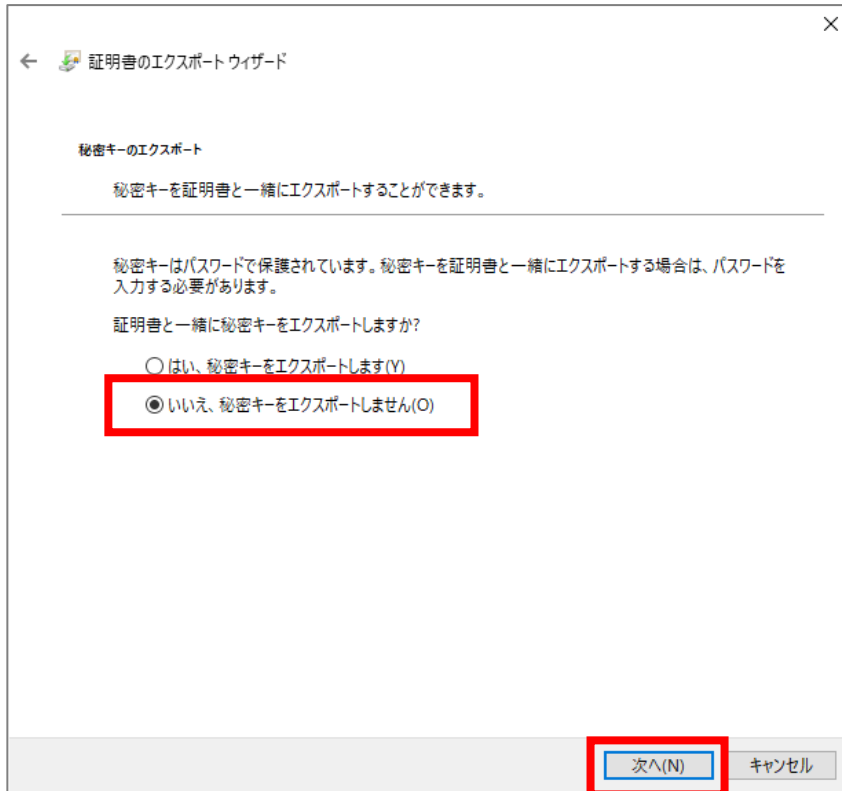 証明書のエクスポート ウィザード
秘密キーのエクスポート
秘密キーを証明書と一緒にエクスポートすることができます。
秘密キーはパスワードで保護されています。秘密キーを証明書と一緒にエクスポートする場合は、パスワードを
入力する必要があります。
証明書と一緒に秘密キーをエクスポートしますか?
はい、秘密キーをエクスポートします(Y)
いいえ、秘密キーをエクスポートしません(O)
次へ(N) キャンセル